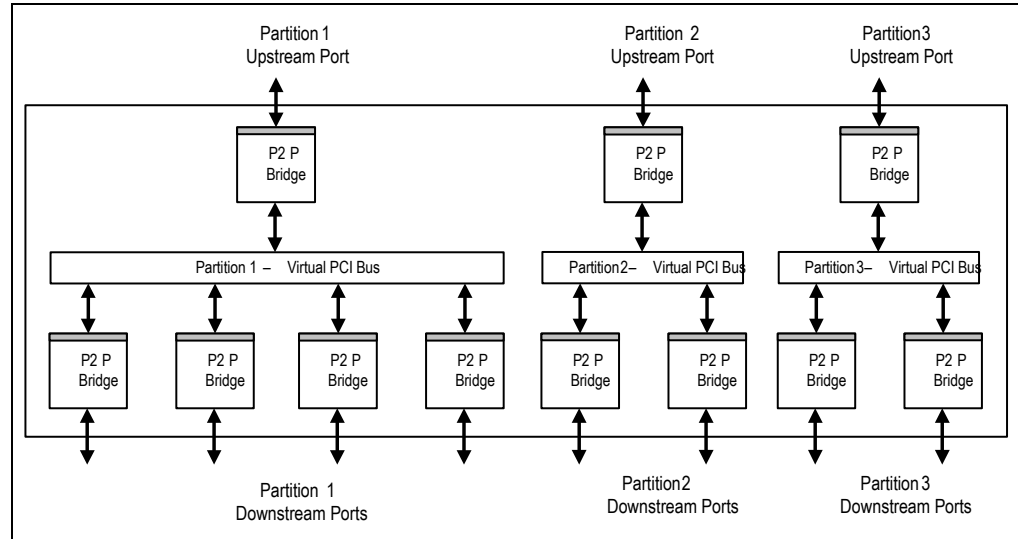 Partition 1
Upstream Port
Partition 2
Upstream Port
Partition3
Upstream Port
P2 P
Bridge
P2 P
Bridge
P2 P
Bridge
Partition 1 – Virtual PCI Bus
Partition2– Virtual PCI Bus
Partition3– Virtual PCI Bus
P2 P
Bridge
P2 P
Bridge
P2 P
Bridge
P2 P
Bridge
P2 P
Bridge
P2 P
Bridge
P2 P
Bridge
P2 P
Bridge
Partition 1
Downstream Ports
Partition2
Downstream Ports
Partition 3
Downstream Ports